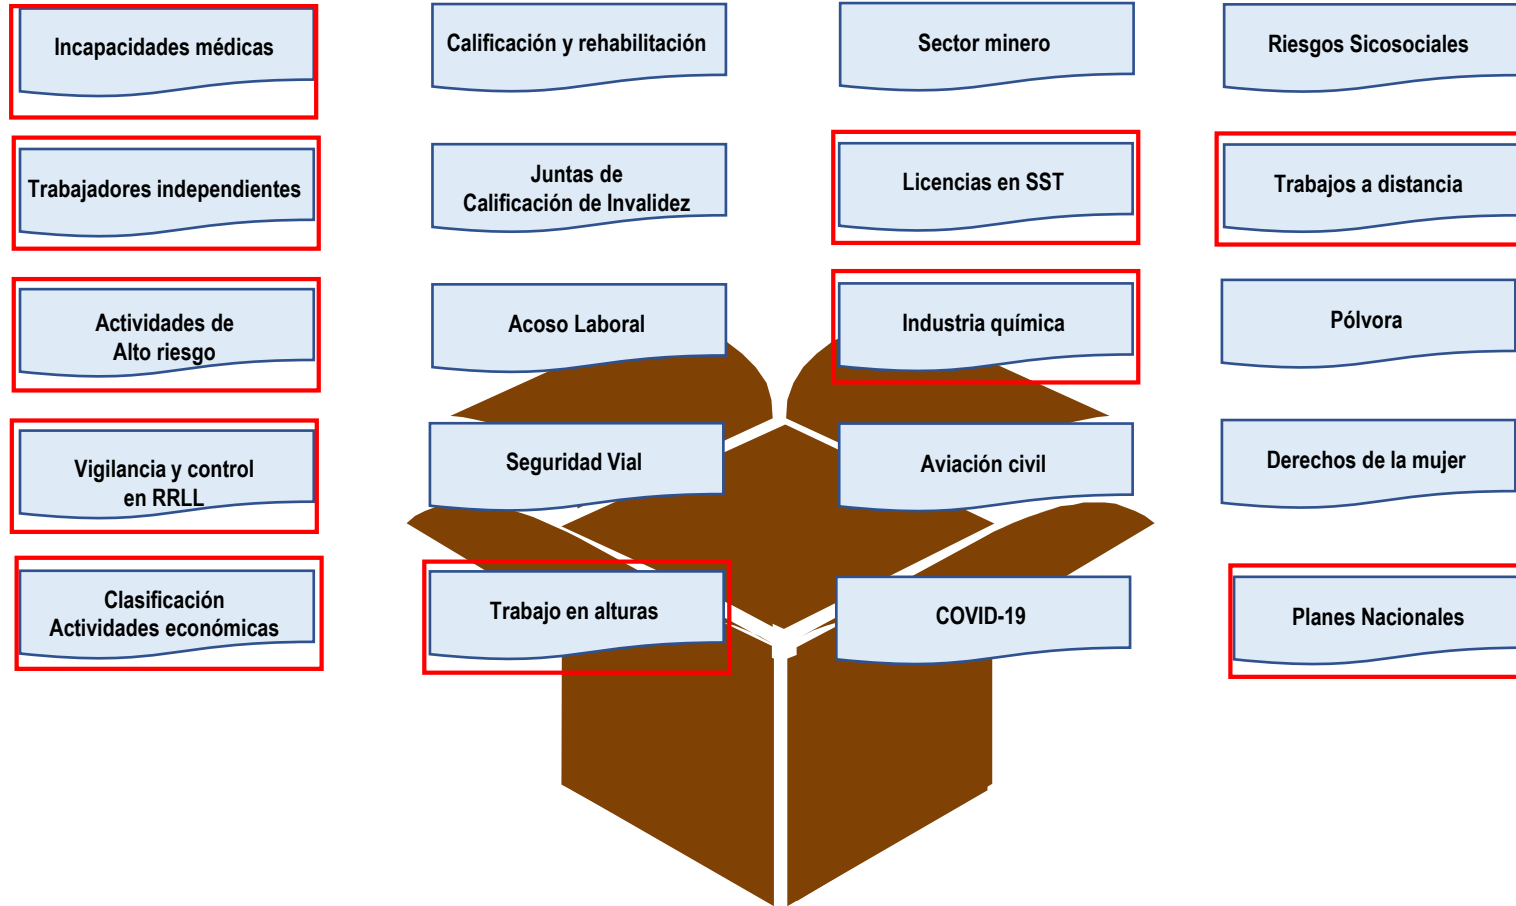 Incapacidades médicas
Calificación y rehabilitación
Sector minero
Riesgos Sicosociales
Trabajadores independientes
Juntas de
Calificación de Invalidez
Licencias en SST
Trabajos a distancia
Actividades de
Alto riesgo
Acoso Laboral
Industria química
Pólvora
Vigilancia y control
en RRLL
Seguridad Vial
Aviación civil
Derechos de la mujer
Clasificación
Actividades económicas
Trabajo en alturas
COVID-19
Planes Nacionales